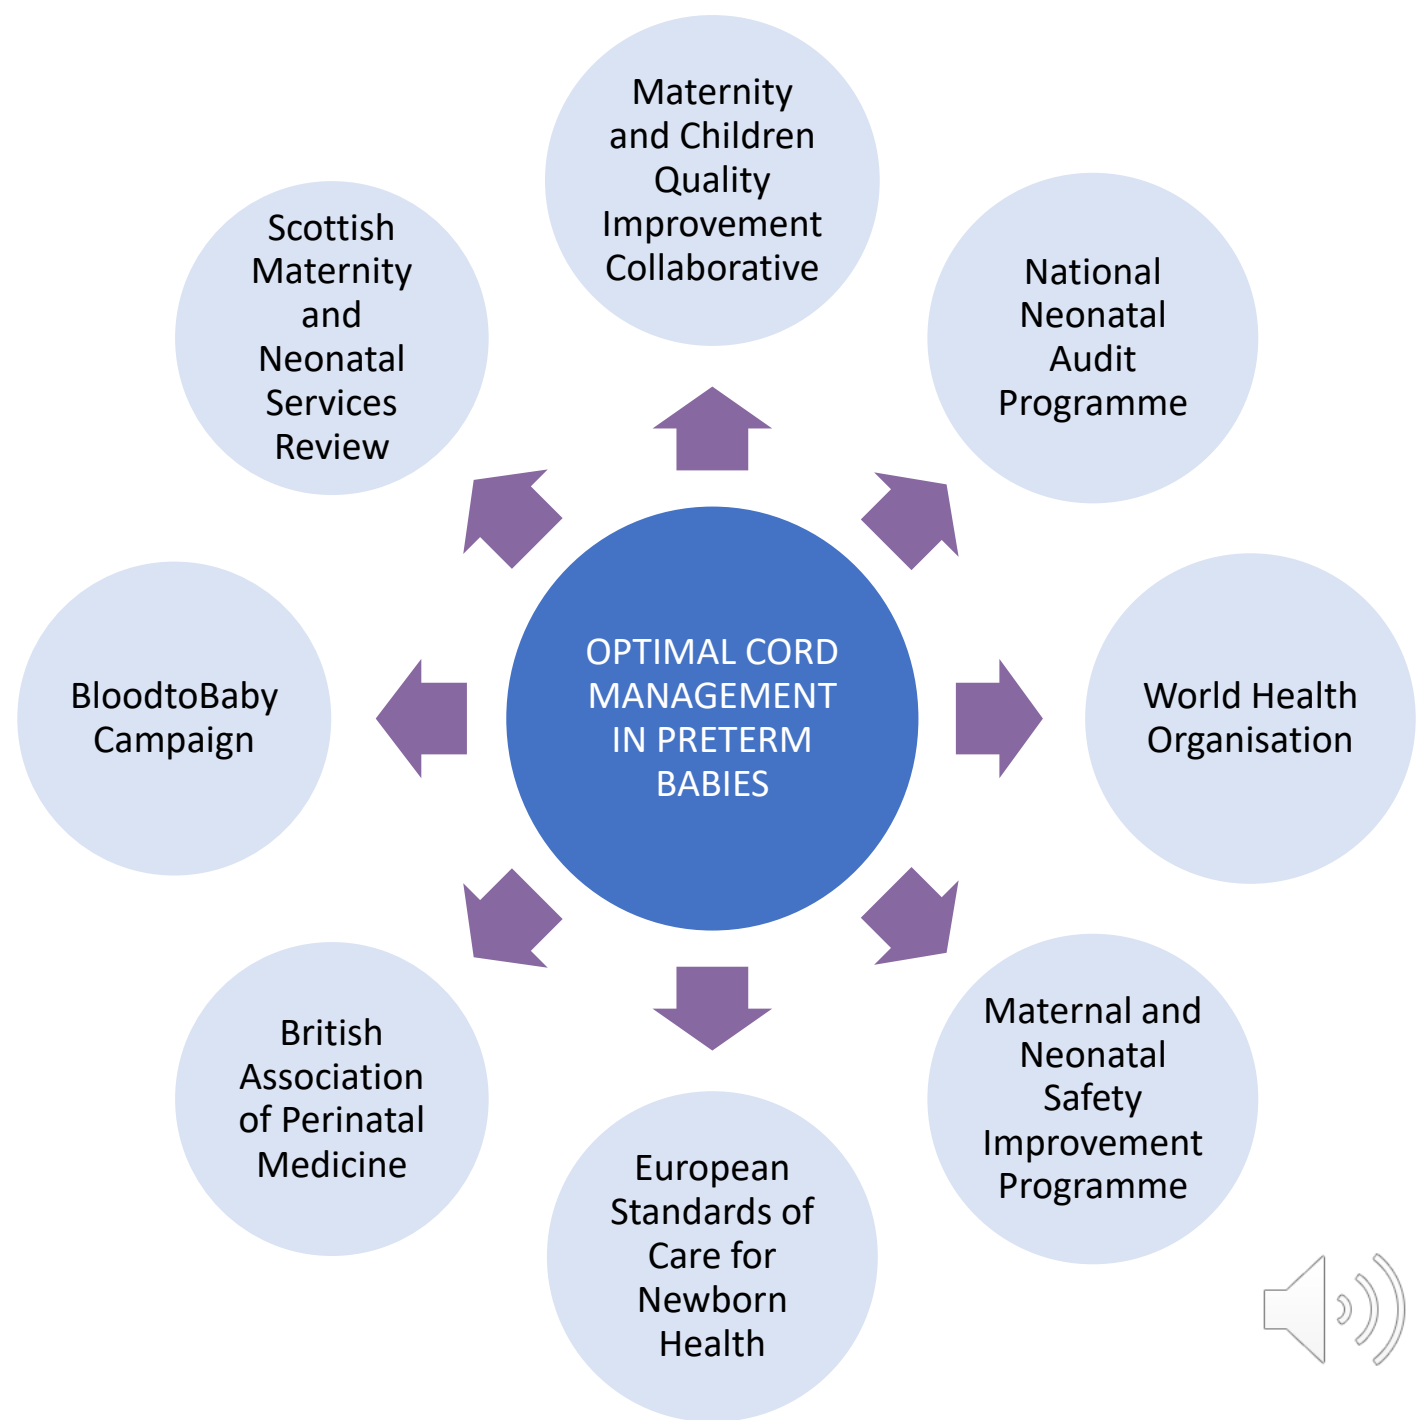 Maternity
and Children
Quality
Improvement
Collaborative
Scottish
Maternity
and
Neonatal
Services
Review
National
Neonatal
Audit
Programme
BloodtoBaby
Campaign
OPTIMAL CORD
MANAGEMENT
IN PRETERM
BABIES
World Health
Organisation
British
Association
of Perinatal
Medicine
Maternal and
Neonatal
Safety
Improvement
Programme
European
Standards of
Care for
Newborn
Health